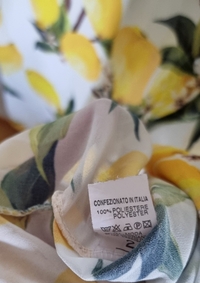 CONFEZIONATO IN ITALIA
100% POLIESTERE
POLYESTER